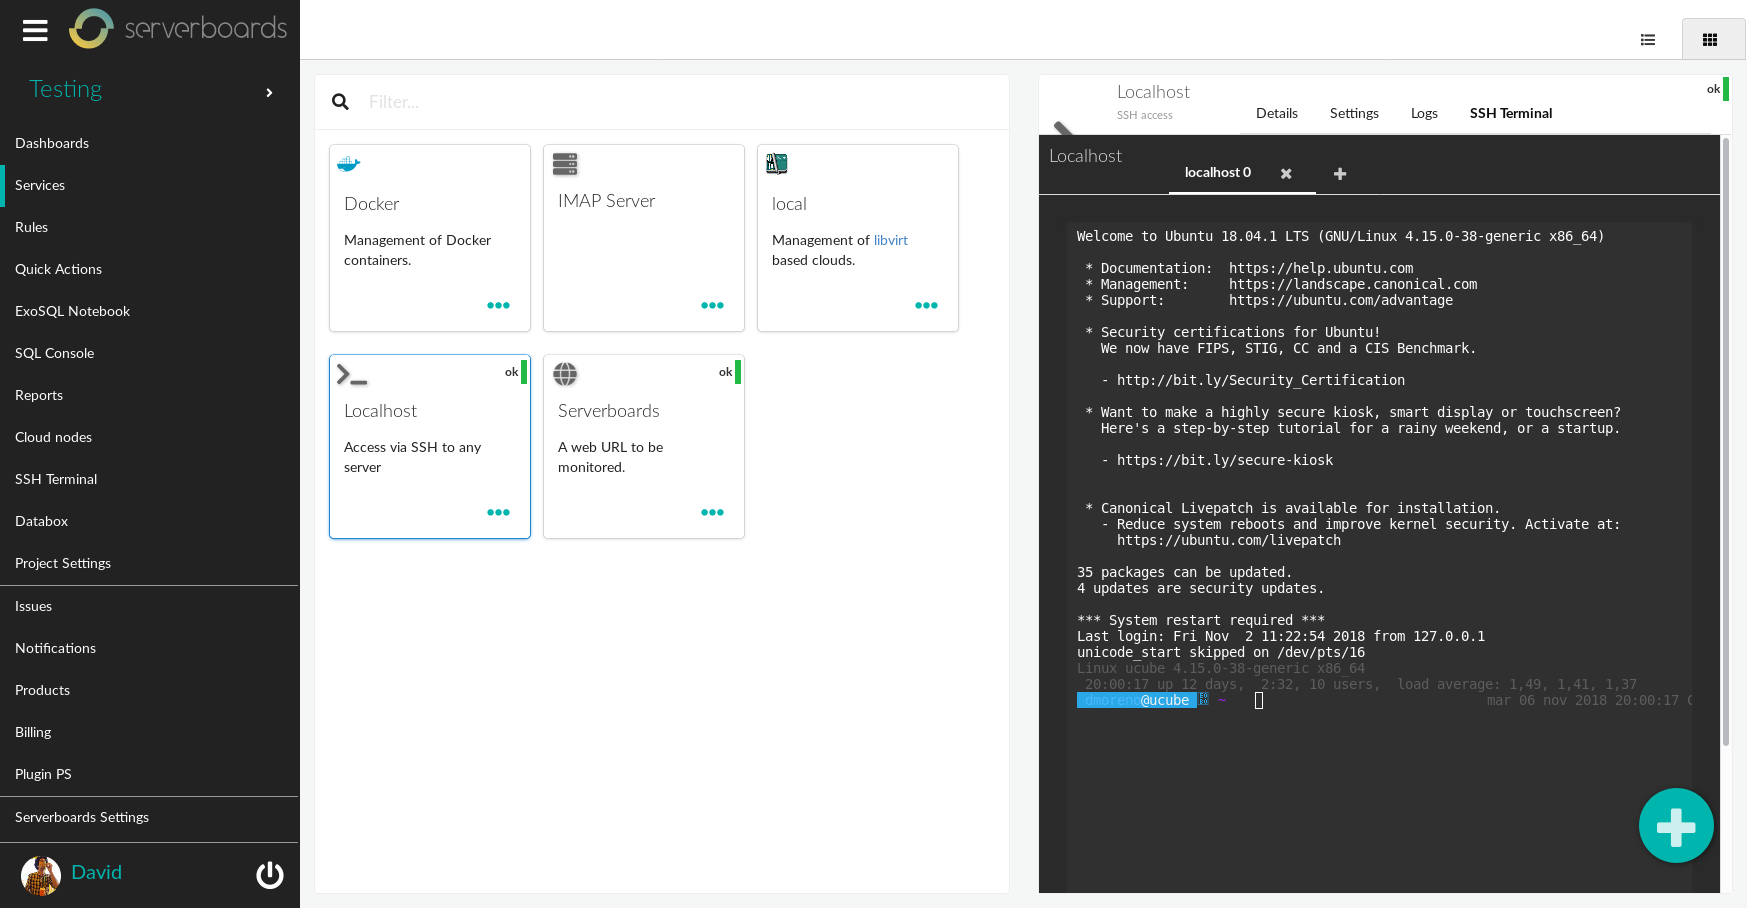 serverboards
Testing
Dashboards
Services
Rules
Quick Actions
ExoSQL Notebook
SQL Console
Reports
Cloud nodes
SSH Terminal
Databox
Project Settings
Issues
Notifications
Products
Billing
Plugin PS
Serverboards Settings
David
Filter...
Docker
Management of Docker
containers.
IMAP Server
local
Management of libvirt
based clouds.
ok
Localhost
Access via SSH to any
server
ok
Serverboards
A web URL to be
monitored.
Localhost
SSH access
Details Settings Logs SSH Terminal
ok
Localhost
localhost 0
Welcome to Ubuntu 18.04.1 LTS (GNU/Linux 4.15.0-38-generic x86_64)
* Documentation:  https://help.ubuntu.com
* Management:     https://landscape.canonical.com
* Support:        https://ubuntu.com/advantage
* Security certifications for Ubuntu!
We now have FIPS, STIG, CC and a CIS Benchmark.
- http://bit.ly/Security_Certification
* Want to make a highly secure kiosk, smart display or touchscreen?
Here's a step-by-step tutorial for a rainy weekend, or a startup.
- https://bit.ly/secure-kiosk
* Canonical Livepatch is available for installation.
- Reduce system reboots and improve kernel security. Activate at:
https://ubuntu.com/livepatch
35 packages can be updated.
4 updates are security updates.
*** System restart required ***
Last login: Fri Nov  2 11:22:54 2018 from 127.0.0.1
unicode_start skipped on /dev/pts/16
Linux ucube 4.15.0-38-generic x86_64
20:00:17 up 12 days,  2:32, 10 users,  load average: 1,49, 1,41, 1,37
dmoreno@ucube ~ mar 06 nov 2018 20:00:17